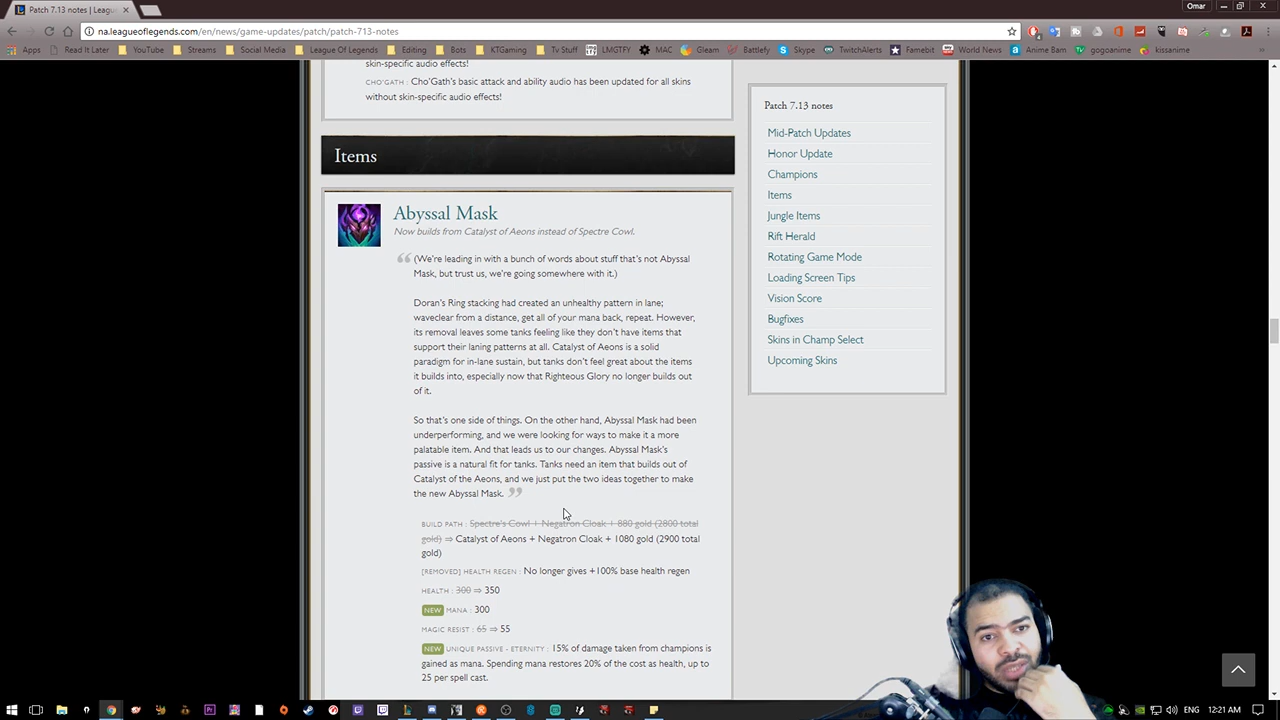 Patch 7.13 notes | Leagu
Omar
na.leagueoflegends.com/en/news/game-updates/patch/patch-713-notes
Apps Read It Later YouTube Streams Social Media League Of Legends Editing Bots KTGaming Tv Stuff LMGTFY MAC Gleam Battlefy Skype TwitchAlerts Famebit World News Anime Bam gogoanime kissanime
skin-specific audio effects!
CHO'GATH : Cho'Gath's basic attack and ability audio has been updated for all skins
without skin-specific audio effects!
Items
Abyssal Mask
Now builds from Catalyst of Aeons instead of Spectre Cowl.
(We're leading in with a bunch of words about stuff that's not Abyssal
Mask, but trust us, we're going somewhere with it.)
Doran's Ring stacking had created an unhealthy pattern in lane;
waveclear from a distance, get all of your mana back, repeat. However,
its removal leaves some tanks feeling like they don't have items that
support their laning patterns at all. Catalyst of Aeons is a solid
paradigm for in-lane sustain, but tanks don't feel great about the items
it builds into, especially now that Righteous Glory no longer builds out
of it.
So that's one side of things. On the other hand, Abyssal Mask had been
underperforming, and we were looking for ways to make it a more
palatable item. And that leads us to our changes. Abyssal Mask's
passive is a natural fit for tanks. Tanks need an item that builds out of
Catalyst of the Aeons, and we just put the two ideas together to make
the new Abyssal Mask.
BUILD PATH : Spectre's Cowl + Negatron Cloak + 880 gold (2800 total
gold) ⇒ Catalyst of Aeons + Negatron Cloak + 1080 gold (2900 total
gold)
[REMOVED] HEALTH REGEN : No longer gives +100% base health regen
HEALTH : 300 ⇒ 350
NEW MANA : 300
MAGIC RESIST : 65 ⇒ 55
NEW UNIQUE PASSIVE - ETERNITY : 15% of damage taken from champions is
gained as mana. Spending mana restores 20% of the cost as health, up to
25 per spell cast.
Patch 7.13 notes
Mid-Patch Updates
Honor Update
Champions
Items
Jungle Items
Rift Herald
Rotating Game Mode
Loading Screen Tips
Vision Score
Bugfixes
Skins in Champ Select
Upcoming Skins
ENG 12:21 AM